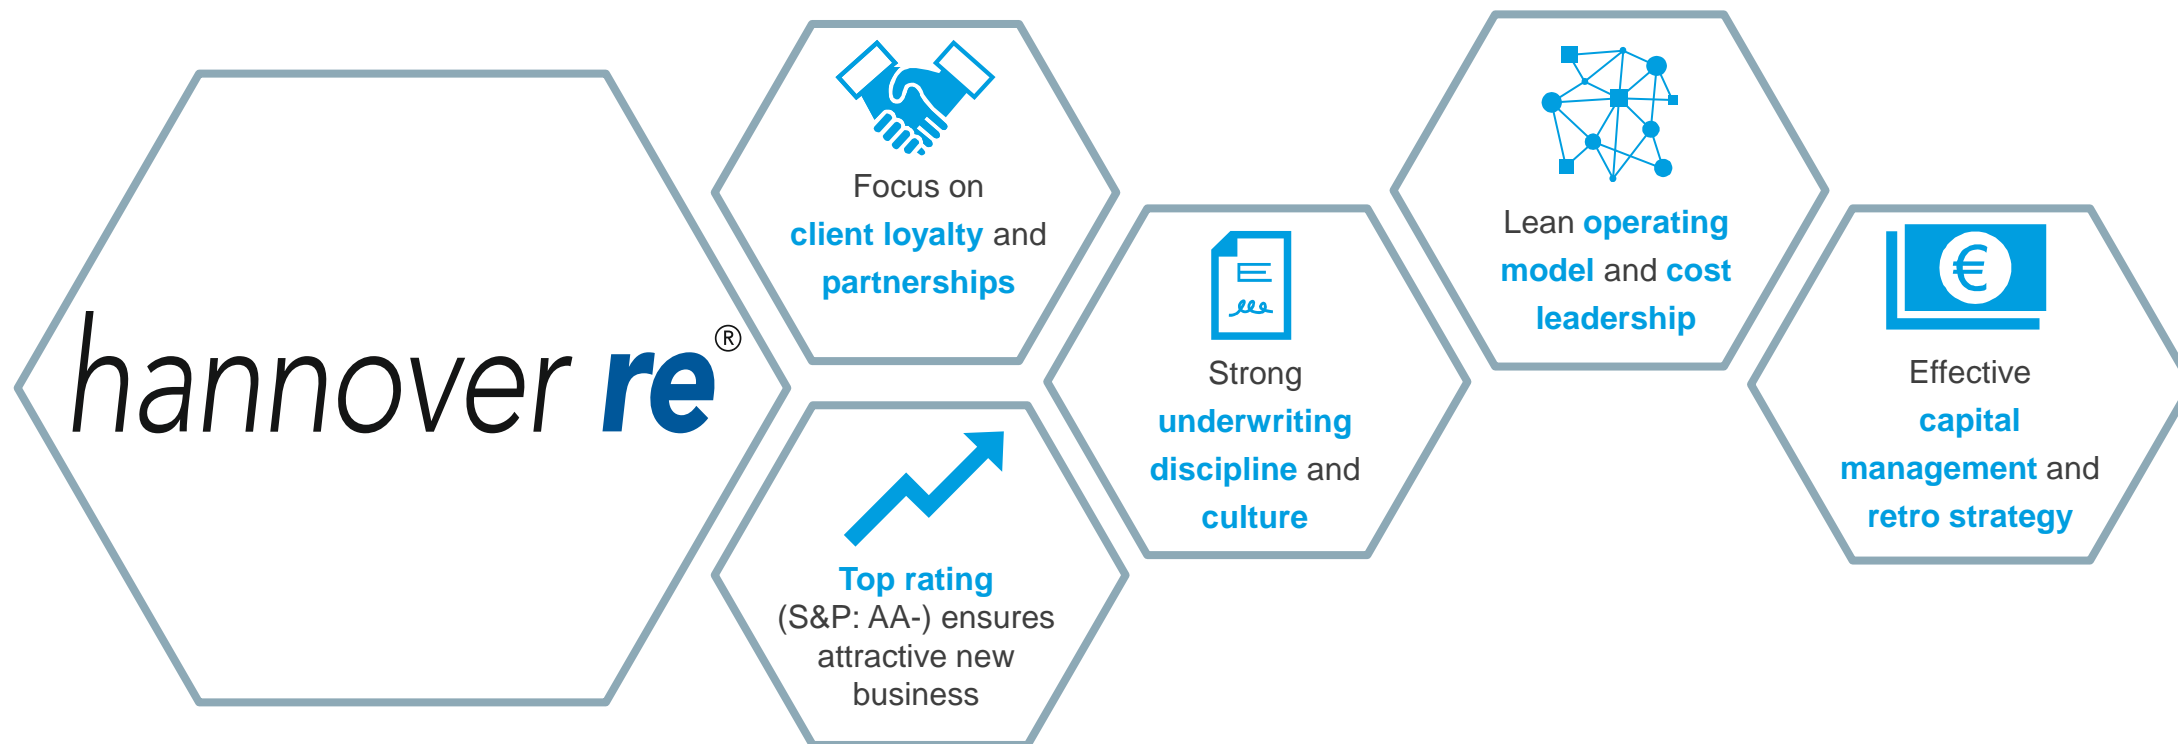 hannover re®
Focus on
client loyalty and
partnerships
Top rating
(S&P: AA-) ensures
attractive new
business
Strong
underwriting
discipline and
culture
Lean operating
model and cost
leadership
€
Effective
capital
management and
retro strategy